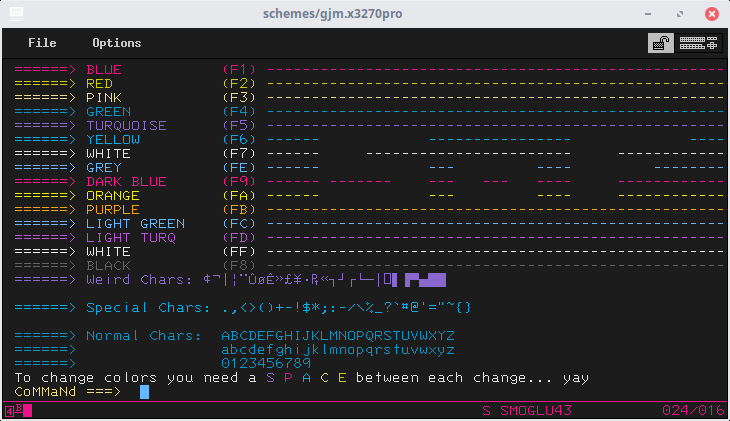 schemes/gjm.x3270pro
File Options
======> BLUE (F1) -------------------------------------------------------
======> RED (F2) -------------------------------------------------------
======> PINK (F3) -------------------------------------------------------
======> GREEN (F4) -------------------------------------------------------
======> TURQUOISE (F5) -------------------------------------------------------
======> YELLOW (F6) -------------------------------------------------------
======> WHITE (F7) ------ --- -------------
======> GREY (FE) ------ --- -------------
======> DARK BLUE (F9) ------ --- -------------
======> ORANGE (FA) ------ --- -------------
======> PURPLE (FB) -------------------------------------------------------
======> LIGHT GREEN (FC) -------------------------------------------------------
======> LIGHT TURQ (FD) -------------------------------------------------------
======> WHITE (FF) -------------------------------------------------------
======> BLACK (F8) -------------------------------------------------------
======> Weird Chars:
======> Special Chars: .,<>()+-!$*;:-/\%_?`#@'="~{}
======> Normal Chars: ABCDEFGHIJKLMNOPQRSTUVWXYZ
======> abcdefghijklmnopqrstuvwxyz
======> 0123456789
To change colors you need a S P A C E between each change... yay
CoMMaNd ===>
4B S SMOGLU43 024/016